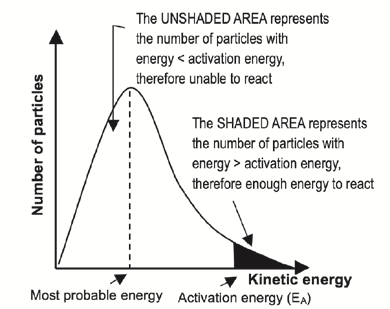 The UNSHADED AREA represents
the number of particles with
energy < activation energy,
therefore unable to react
The SHADED AREA represents
the number of particles with
energy > activation energy,
therefore enough energy to react
Number of particles
Kinetic energy
Most probable energy
Activation energy (EA)